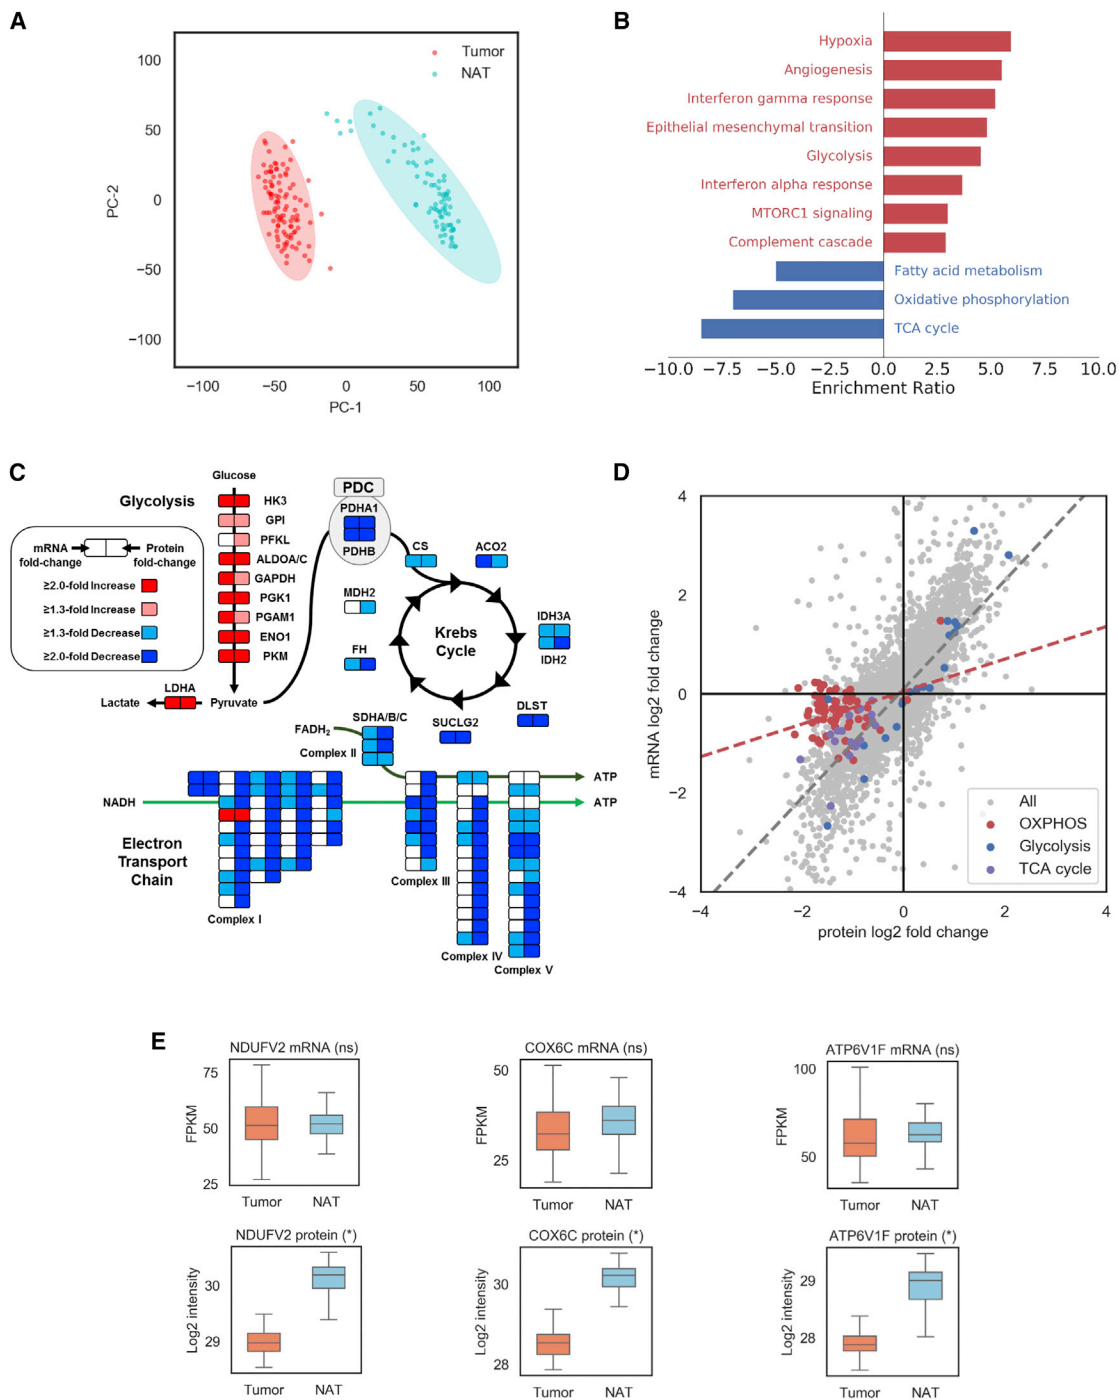 A
Tumor
NAT
100
50
0
−50
−100
PC-2
−100
−50
0
50
100
PC-1
B
Hypoxia
Angiogenesis
Interferon gamma response
Epithelial mesenchymal transition
Glycolysis
Interferon alpha response
MTORC1 signaling
Complement cascade
Fatty acid metabolism
Oxidative phosphorylation
TCA cycle
−10.0 −7.5 −5.0 −2.5 0.0 2.5 5.0 7.5 10.0
Enrichment Ratio
C
Glucose
Glycolysis
HK3
GPI
PFKL
ALDOA/C
GAPDH
PGK1
PGAM1
ENO1
PKM
mRNA fold-change
Protein fold-change
≥2.0-fold Increase
≥1.3-fold Increase
≥1.3-fold Decrease
≥2.0-fold Decrease
LDHA
Lactate
Pyruvate
PDC
PDHA1
PDHB
CS
ACO2
MDH2
IDH3A
IDH2
FH
Krebs
Cycle
DLST
SUCLG2
FADH2
SDHA/B/C
Complex II
ATP
NADH
ATP
Electron
Transport
Chain
Complex I
Complex III
Complex IV
Complex V
D
4
2
0
−2
−4
mRNA log2 fold change
All
OXPHOS
Glycolysis
TCA cycle
−4
−2
0
2
4
protein log2 fold change
E
NDUFV2 mRNA (ns)
75
50
25
FPKM
Tumor
NAT
COX6C mRNA (ns)
50
25
FPKM
Tumor
NAT
ATP6V1F mRNA (ns)
100
50
FPKM
Tumor
NAT
NDUFV2 protein (*)
30
29
Log2 intensity
Tumor
NAT
COX6C protein (*)
30
28
Log2 intensity
Tumor
NAT
ATP6V1F protein (*)
29
28
Log2 intensity
Tumor
NAT